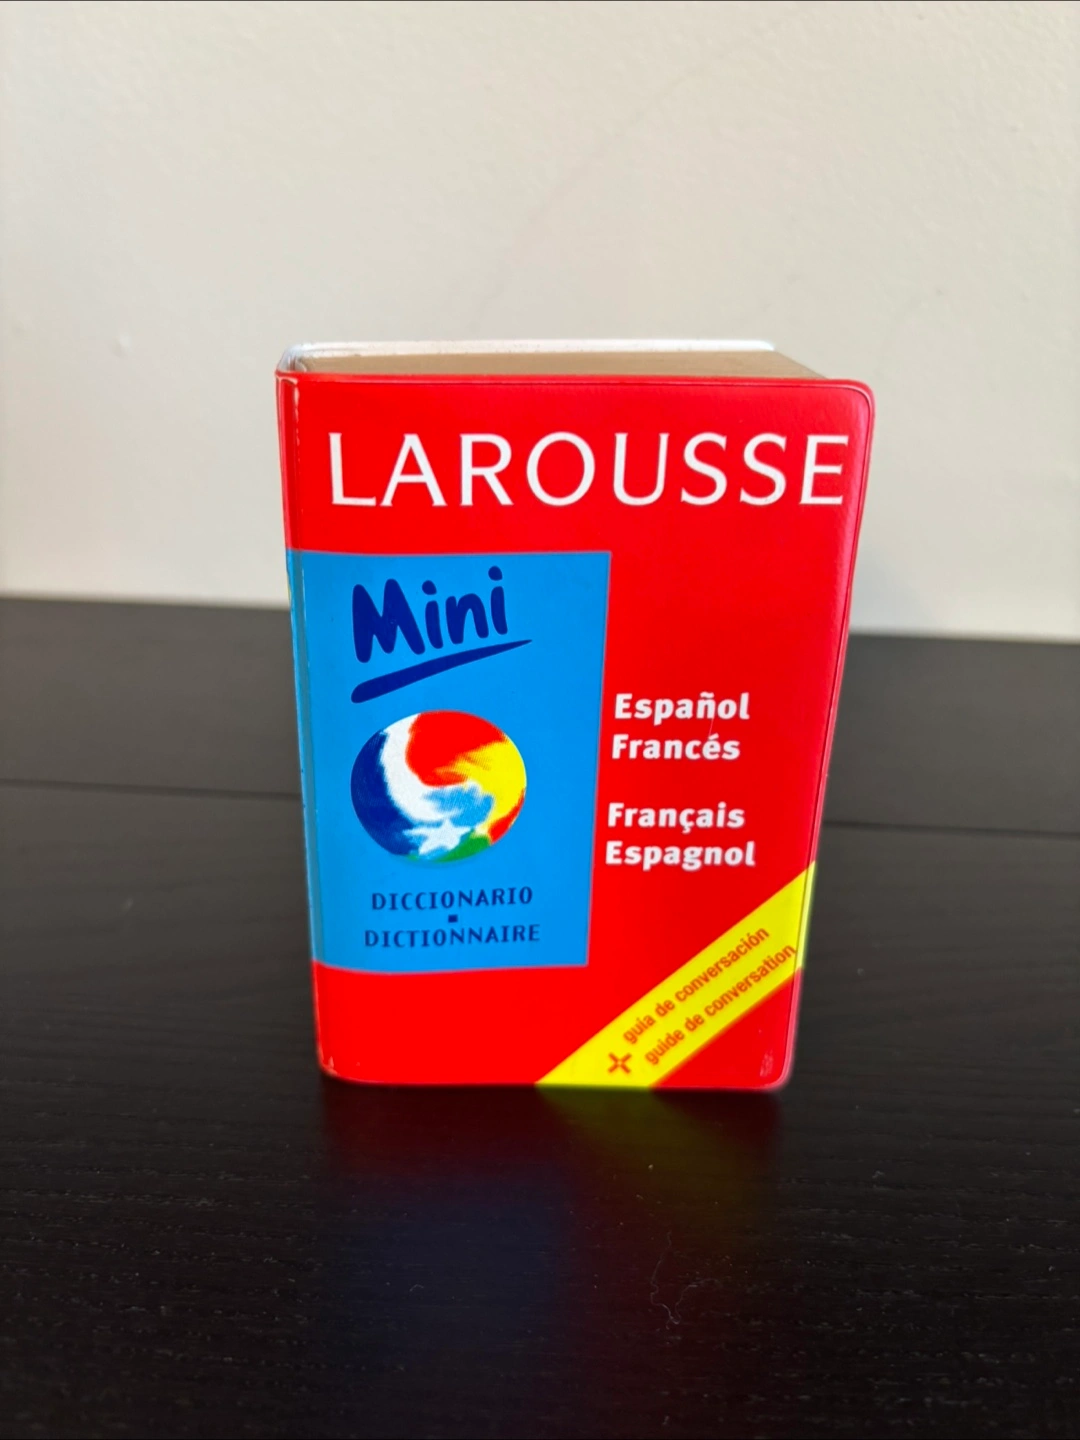 LAROUSSE
Mini
Español
Francés
Français
Espagnol
DICCIONARIO
DICTIONNAIRE
+ guía de conversación
guide de conversation